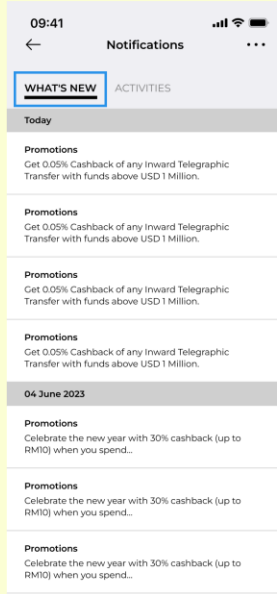 09:41
Notifications
WHAT'S NEW ACTIVITIES
Today
Promotions
Get 0.05% Cashback of any Inward Telegraphic
Transfer with funds above USD 1 Million.
Promotions
Get 0.05% Cashback of any Inward Telegraphic
Transfer with funds above USD 1 Million.
Promotions
Get 0.05% Cashback of any Inward Telegraphic
Transfer with funds above USD 1 Million.
Promotions
Get 0.05% Cashback of any Inward Telegraphic
Transfer with funds above USD 1 Million.
04 June 2023
Promotions
Celebrate the new year with 30% cashback (up to
RM10) when you spend...
Promotions
Celebrate the new year with 30% cashback (up to
RM10) when you spend...
Promotions
Celebrate the new year with 30% cashback (up to
RM10) when you spend...